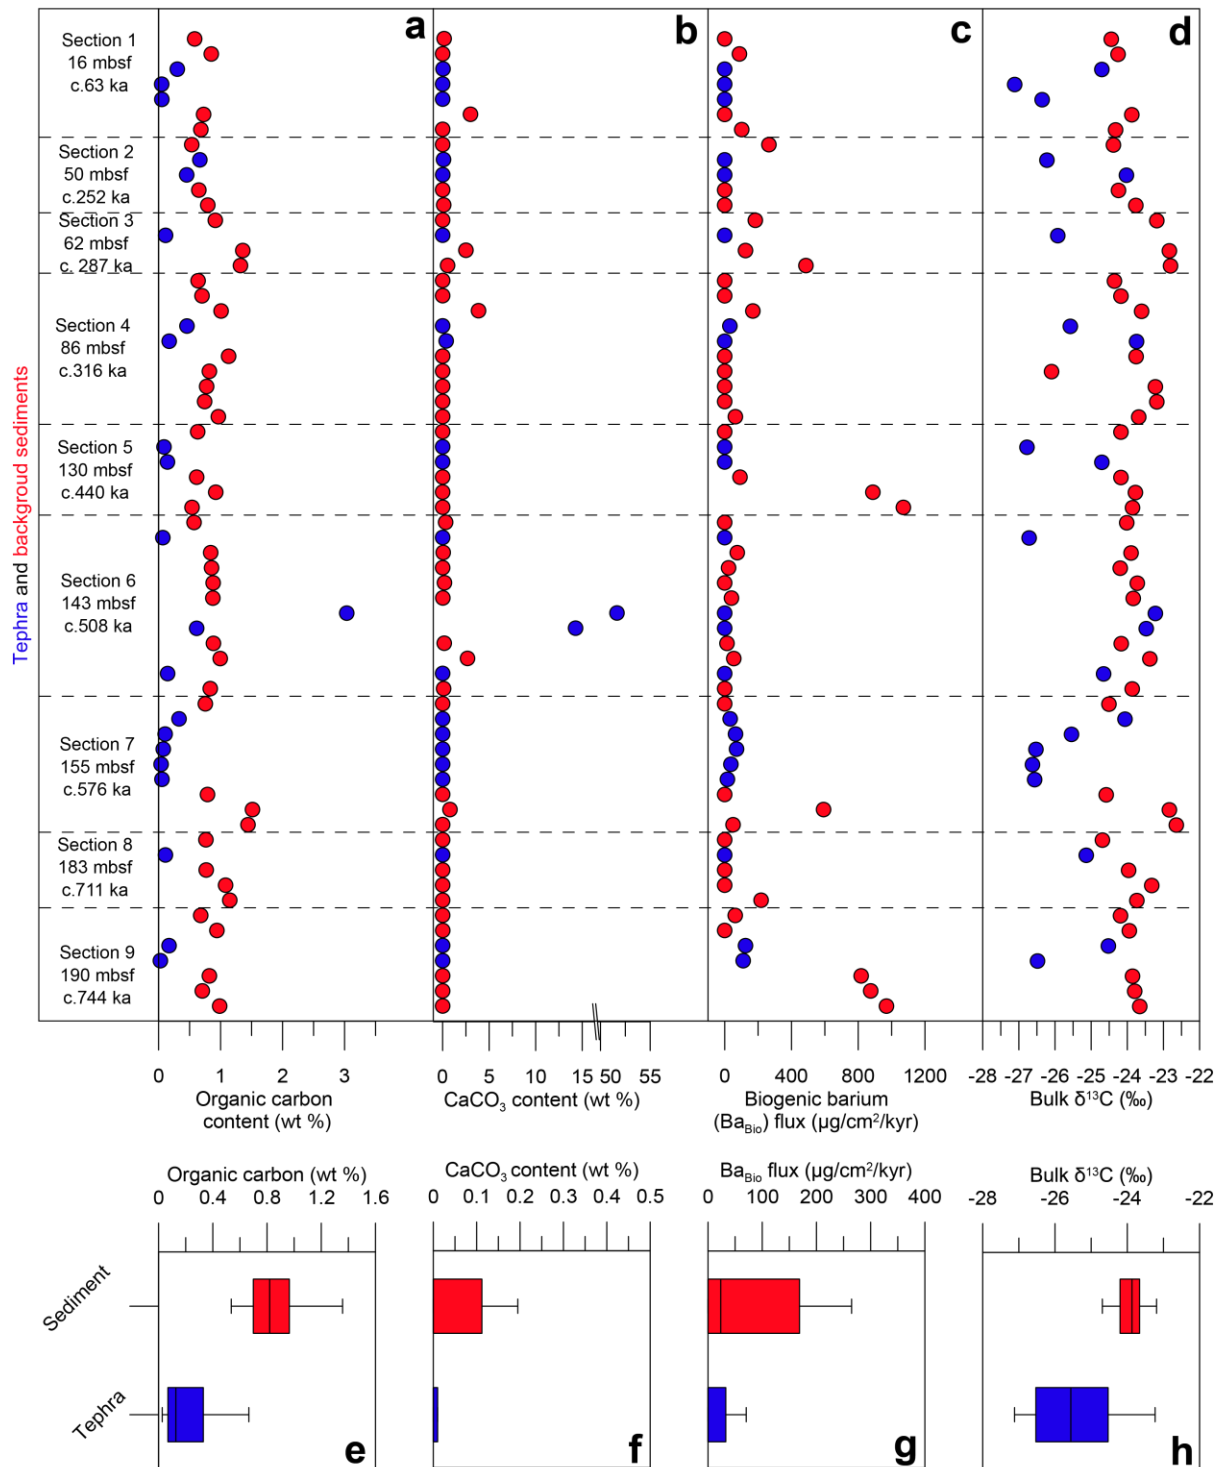 a
b
c
d
Tephra and backgroud sediments
Section 1
16 mbsf
c.63 ka
Section 2
50 mbsf
c.252 ka
Section 3
62 mbsf
c. 287 ka
Section 4
86 mbsf
c.316 ka
Section 5
130 mbsf
c.440 ka
Section 6
143 mbsf
c.508 ka
Section 7
155 mbsf
c.576 ka
Section 8
183 mbsf
c.711 ka
Section 9
190 mbsf
c.744 ka
0 1 2 3
Organic carbon
content (wt %)
0 5 10 15 50 55
CaCO₃ content (wt %)
0 400 800 1200
Biogenic barium
(Ba_Bio) flux (µg/cm²/kyr)
-28 -27 -26 -25 -24 -23 -22
Bulk δ¹³C (‰)
Organic carbon (wt %)
0 0.4 0.8 1.2 1.6
CaCO₃ content (wt %)
0 0.1 0.2 0.3 0.4 0.5
Ba_Bio flux (µg/cm²/kyr)
0 100 200 300 400
Bulk δ¹³C (‰)
-28 -26 -24 -22
Sediment
Tephra
e
f
g
h